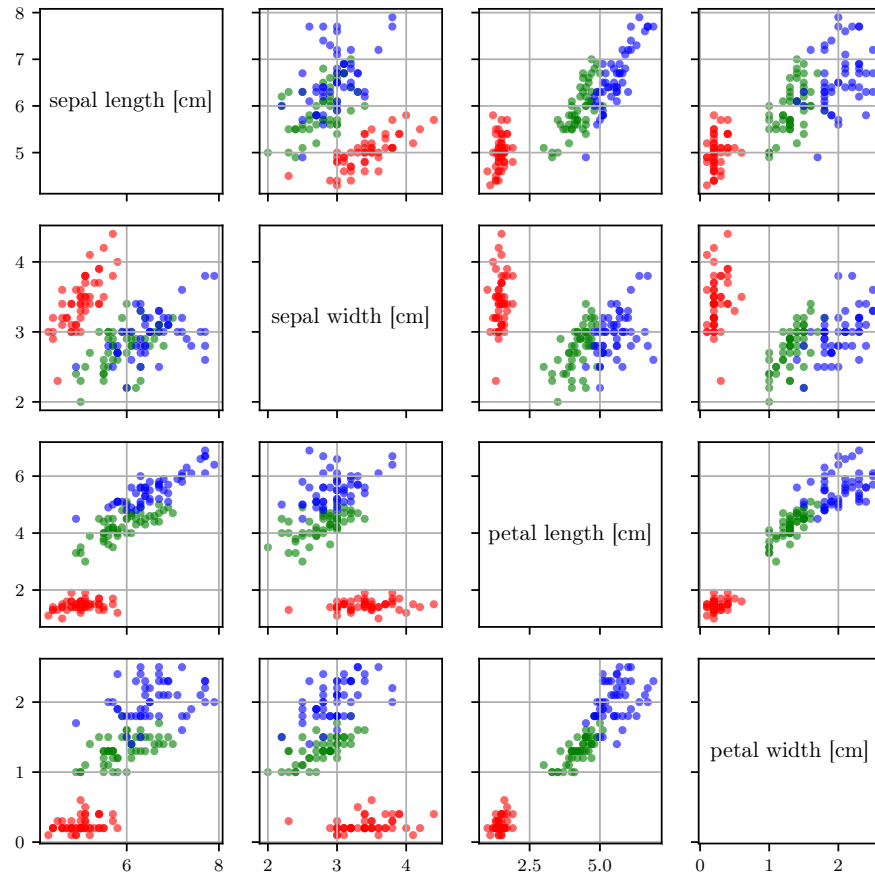 8
7
6
5
sepal length [cm]
4
3
2
sepal width [cm]
6
4
2
petal length [cm]
2
1
0
petal width [cm]
6 8 2 3 4 2.5 5.0 0 1 2